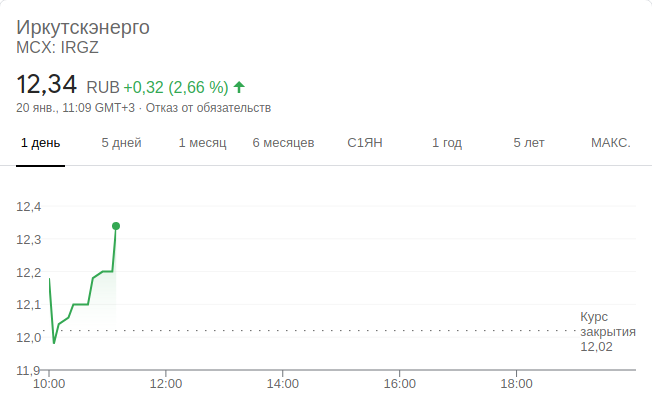 Иркутскэнерго
MCX: IRGZ
12,34 RUB +0,32 (2,66 %)
20 янв., 11:09 GMT+3 · Отказ от обязательств
1 день 5 дней 1 месяц 6 месяцев С1ЯН 1 год 5 лет МАКС.
12,4
12,3
12,2
12,1
12,0
11,9
Курс
закрытия
12,02
10:00 12:00 14:00 16:00 18:00